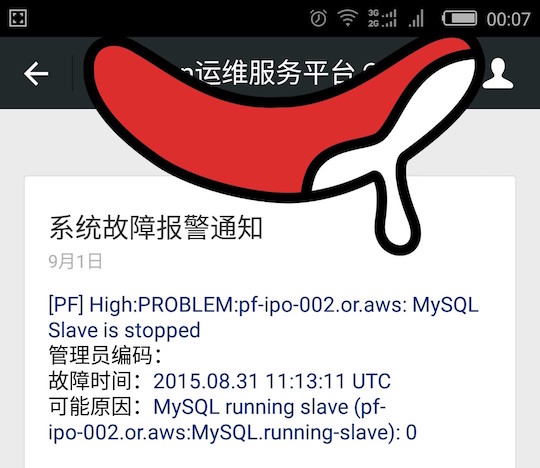 3G
2G
00:07
运维服务平台
系统故障报警通知
9月1日
[PF] High:PROBLEM:pf-ipo-002.or.aws: MySQL
Slave is stopped
管理员编码：
故障时间：2015.08.31 11:13:11 UTC
可能原因：MySQL running slave (pf-
ipo-002.or.aws:MySQL.running-slave): 0